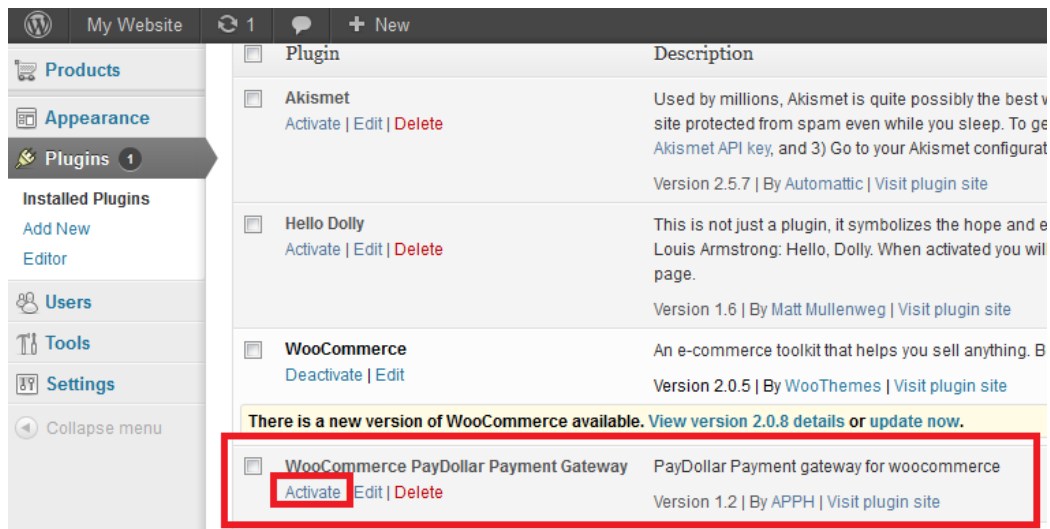 My Website 1 + New
Products
Appearance
Plugins 1
Installed Plugins
Add New
Editor
Users
Tools
Settings
Collapse menu
Plugin Description
Akismet
Activate | Edit | Delete
Used by millions, Akismet is quite possibly the best
site protected from spam even while you sleep. To ge
Akismet API key, and 3) Go to your Akismet configurat
Version 2.5.7 | By Automattic | Visit plugin site
Hello Dolly
Activate | Edit | Delete
This is not just a plugin, it symbolizes the hope and e
Louis Armstrong: Hello, Dolly. When activated you will
page.
Version 1.6 | By Matt Mullenweg | Visit plugin site
WooCommerce
Deactivate | Edit
An e-commerce toolkit that helps you sell anything. B
Version 2.0.5 | By WooThemes | Visit plugin site
There is a new version of WooCommerce available. View version 2.0.8 details or update now.
WooCommerce PayDollar Payment Gateway
Activate Edit | Delete
PayDollar Payment gateway for woocommerce
Version 1.2 | By APPH | Visit plugin site